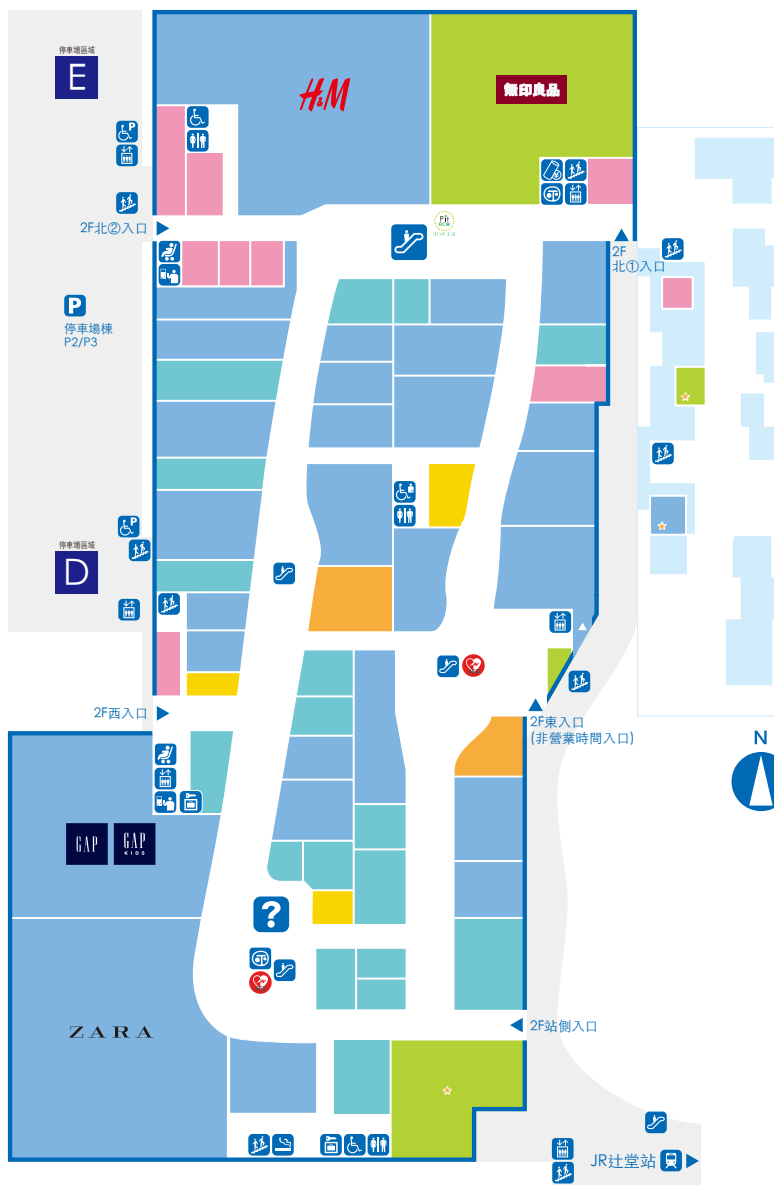 停車場區域
E
H&M
無印良品
P
P
2F北②入口
Pit
eco
2F
北①入口
P
停車場棟
P2/P3
P
停車場區域
D
2F西入口
2F東入口
(非營業時間入口)
N
GAP
GAP
KIDS
?
ZARA
2F站側入口
JR辻堂站